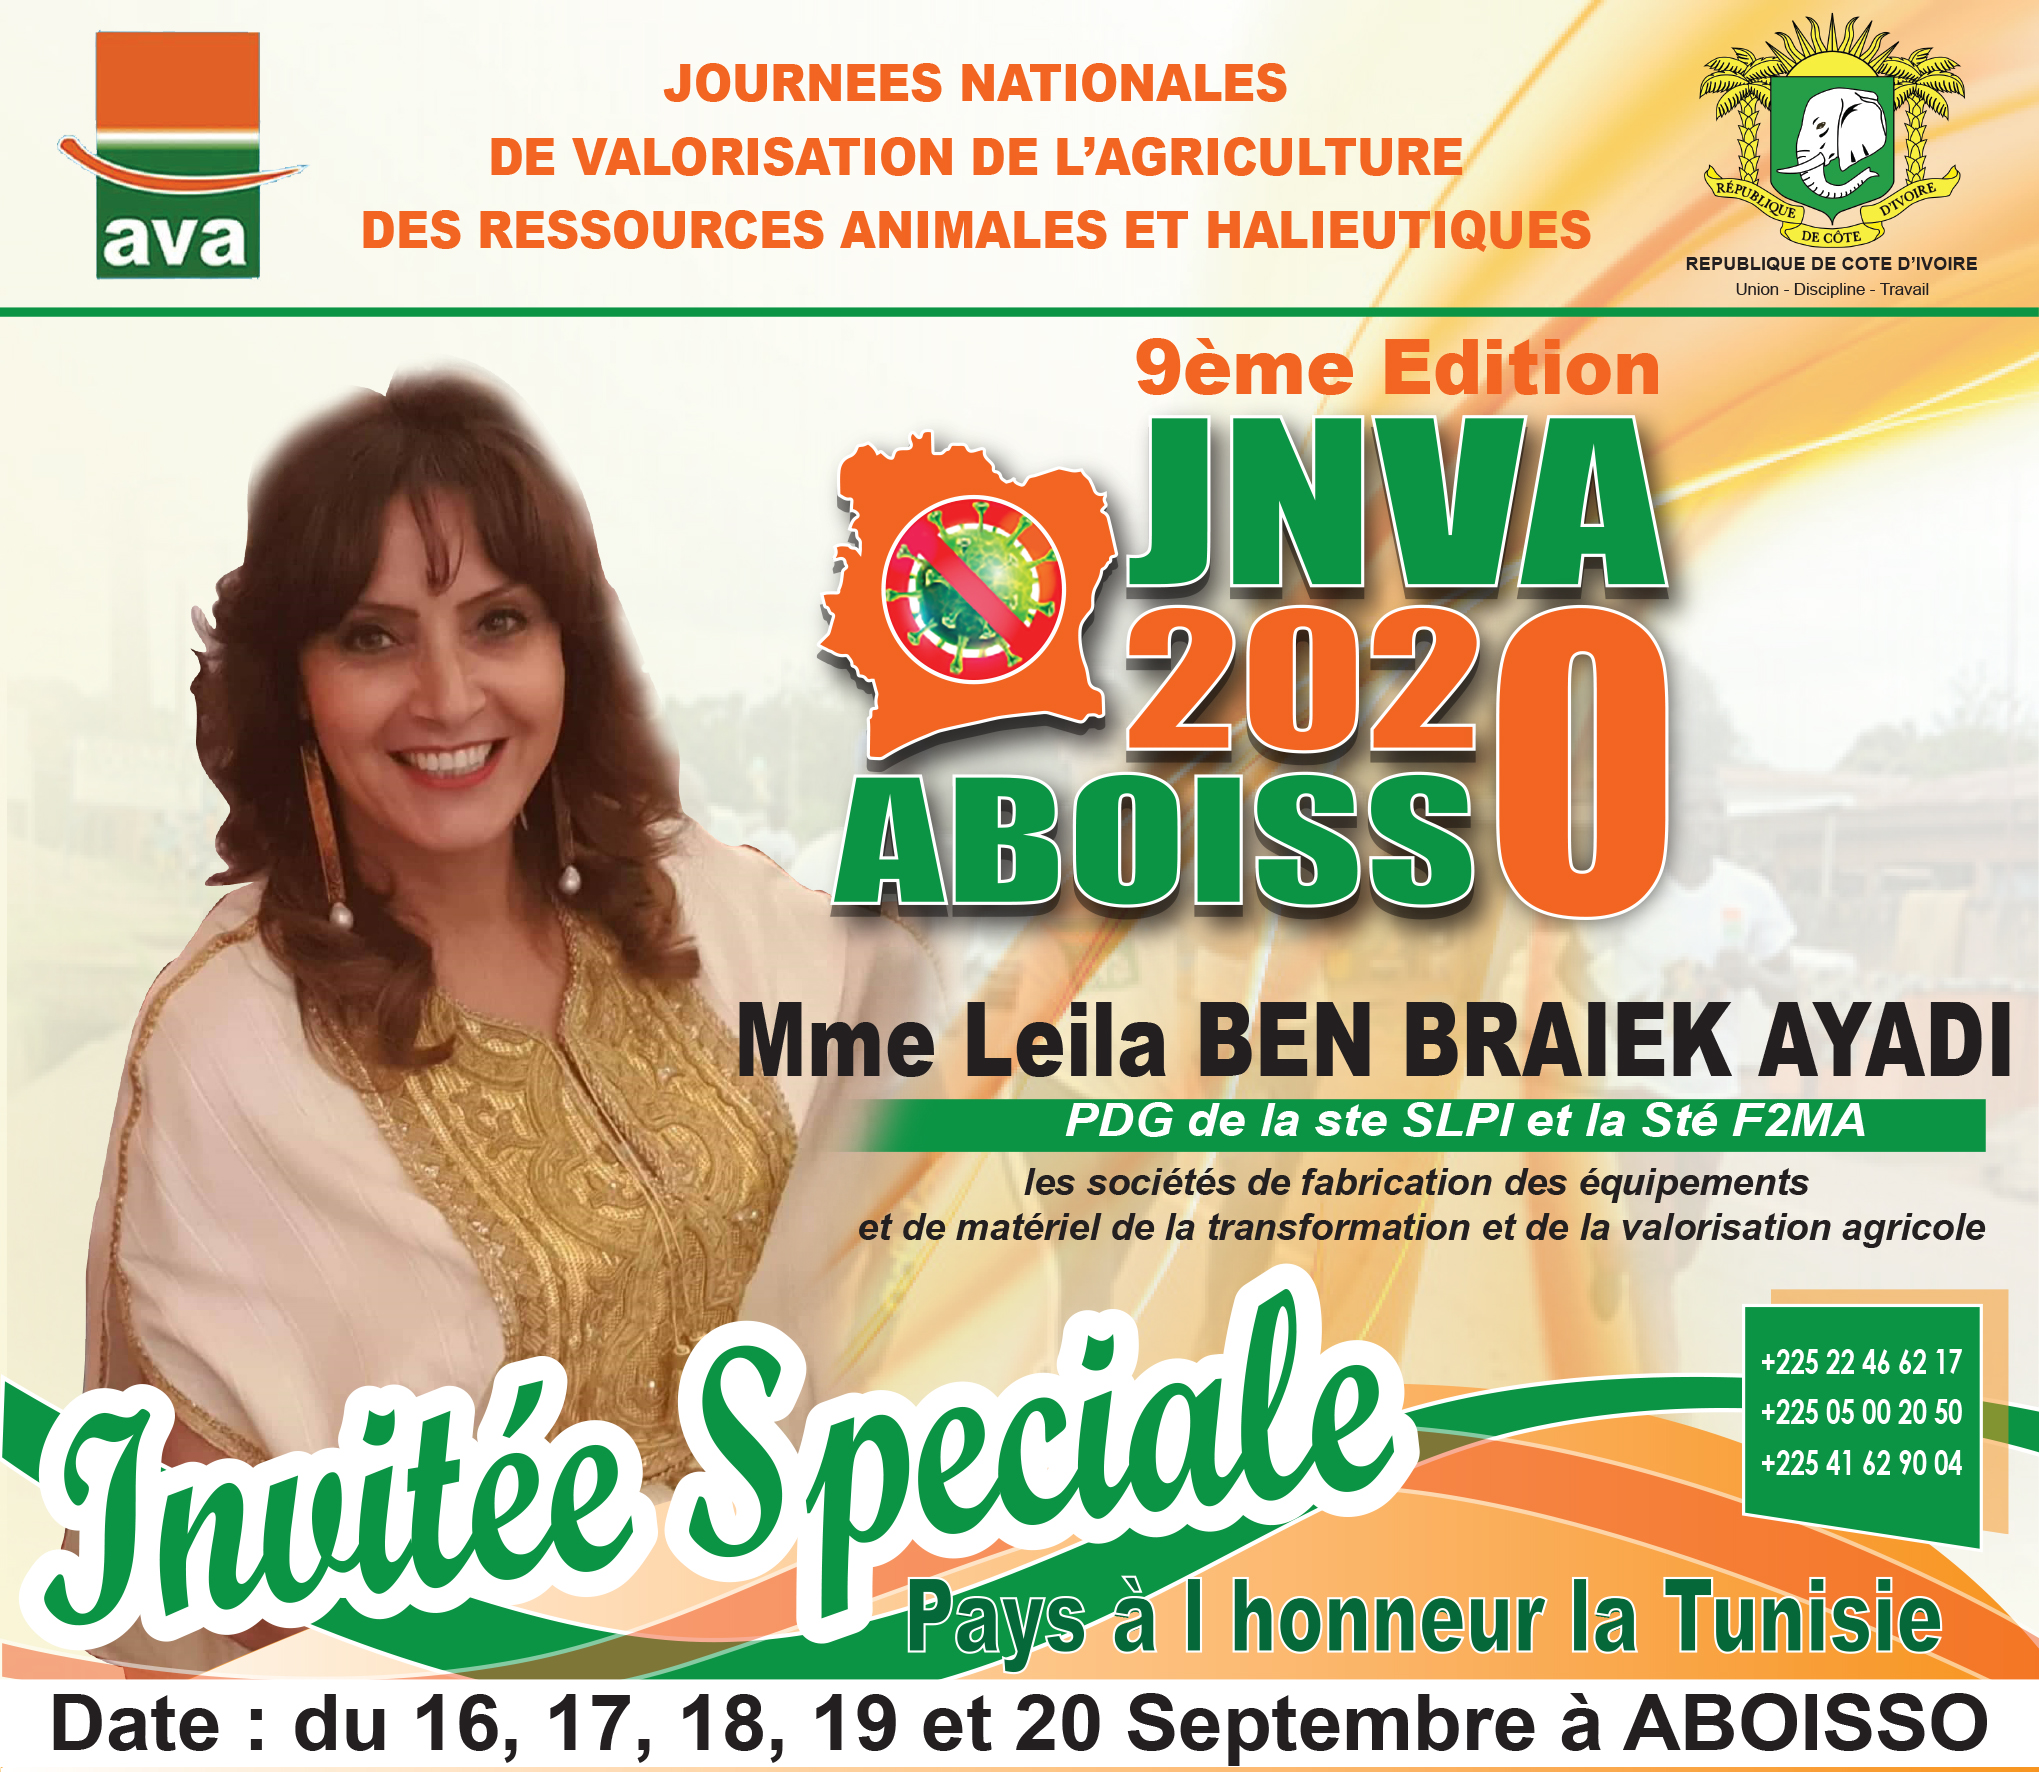 ava
JOURNEES NATIONALES
DE VALORISATION DE L'AGRICULTURE
DES RESSOURCES ANIMALES ET HALIEUTIQUES
RÉPUBLIQUE DE CÔTE D'IVOIRE
REPUBLIQUE DE COTE D'IVOIRE
Union - Discipline - Travail
9ème Edition
JNVA
2020
ABOISSO
Mme Leila BEN BRAIEK AYADI
PDG de la ste SLPI et la Sté F2MA
les sociétés de fabrication des équipements
et de matériel de la transformation et de la valorisation agricole
Invitée Speciale
+225 22 46 62 17
+225 05 00 20 50
+225 41 62 90 04
Pays à l honneur la Tunisie
Date : du 16, 17, 18, 19 et 20 Septembre à ABOISSO